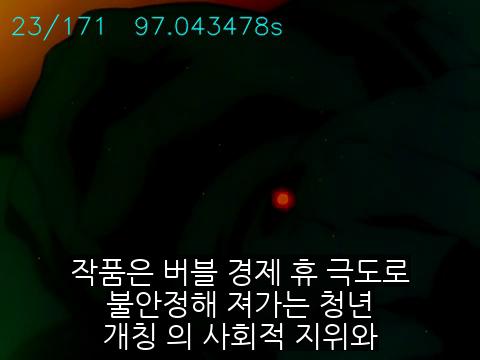 23/171 97.043478s
작품은 버블 경제 휴 극도로
불안정해 져가는 청년
개칭 의 사회적 지위와